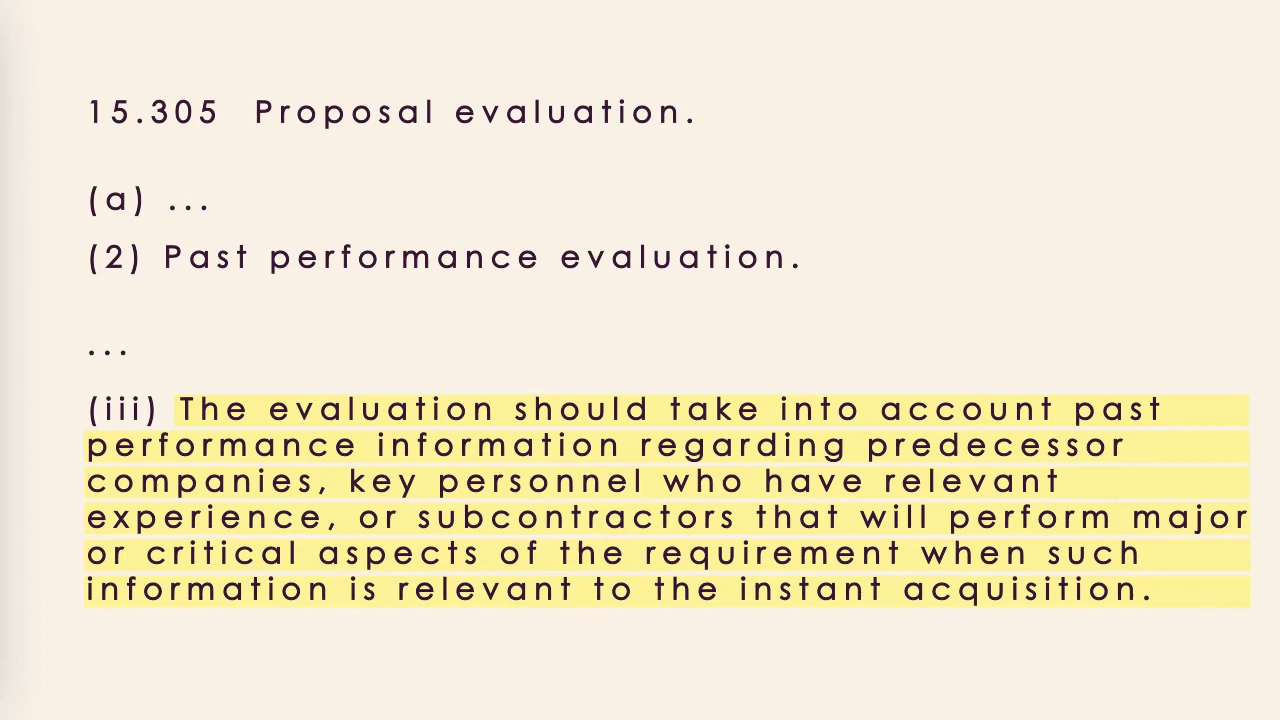 15.305 Proposal evaluation.
(a) ...
(2) Past performance evaluation.
...
(iii) The evaluation should take into account past
performance information regarding predecessor
companies, key personnel who have relevant
experience, or subcontractors that will perform major
or critical aspects of the requirement when such
information is relevant to the instant acquisition.